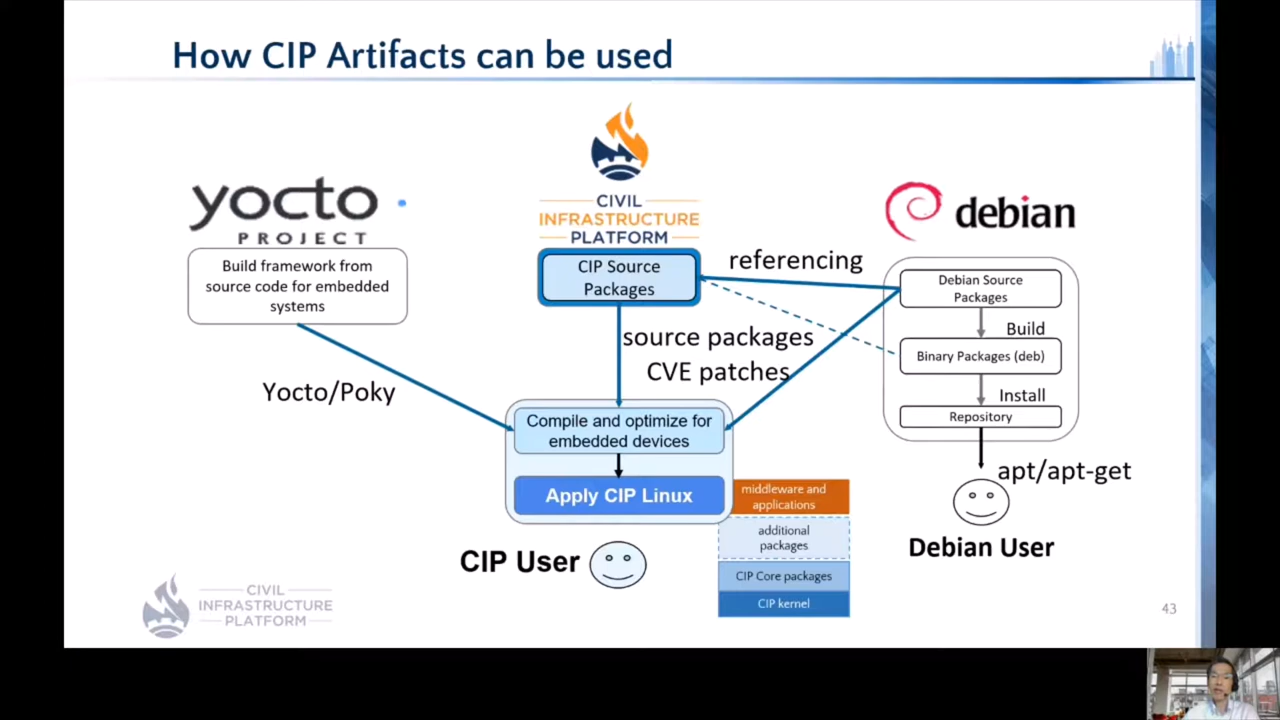 How CIP Artifacts can be used
yocto
PROJECT
Build framework from
source code for embedded
systems
Yocto/Poky
CIVIL
INFRASTRUCTURE
PLATFORM
CIP Source
Packages
referencing
source packages
CVE patches
Compile and optimize for
embedded devices
Apply CIP Linux
CIP User
middleware and
applications
additional
packages
CIP Core packages
CIP kernel
debian
Debian Source
Packages
Build
Binary Packages (deb)
Install
Repository
apt/apt-get
Debian User
CIVIL
INFRASTRUCTURE
PLATFORM
43